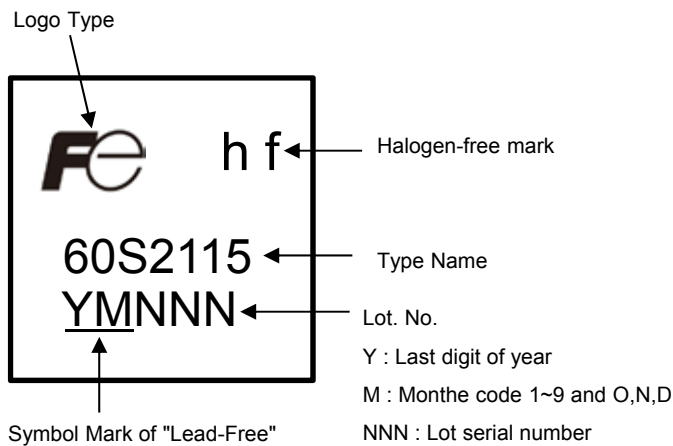 Logo Type
Fe
h f
Halogen-free mark
60S2115
Type Name
YMNNN
Lot. No.
Y : Last digit of year
M : Monthe code 1~9 and O,N,D
Symbol Mark of "Lead-Free"
NNN : Lot serial number